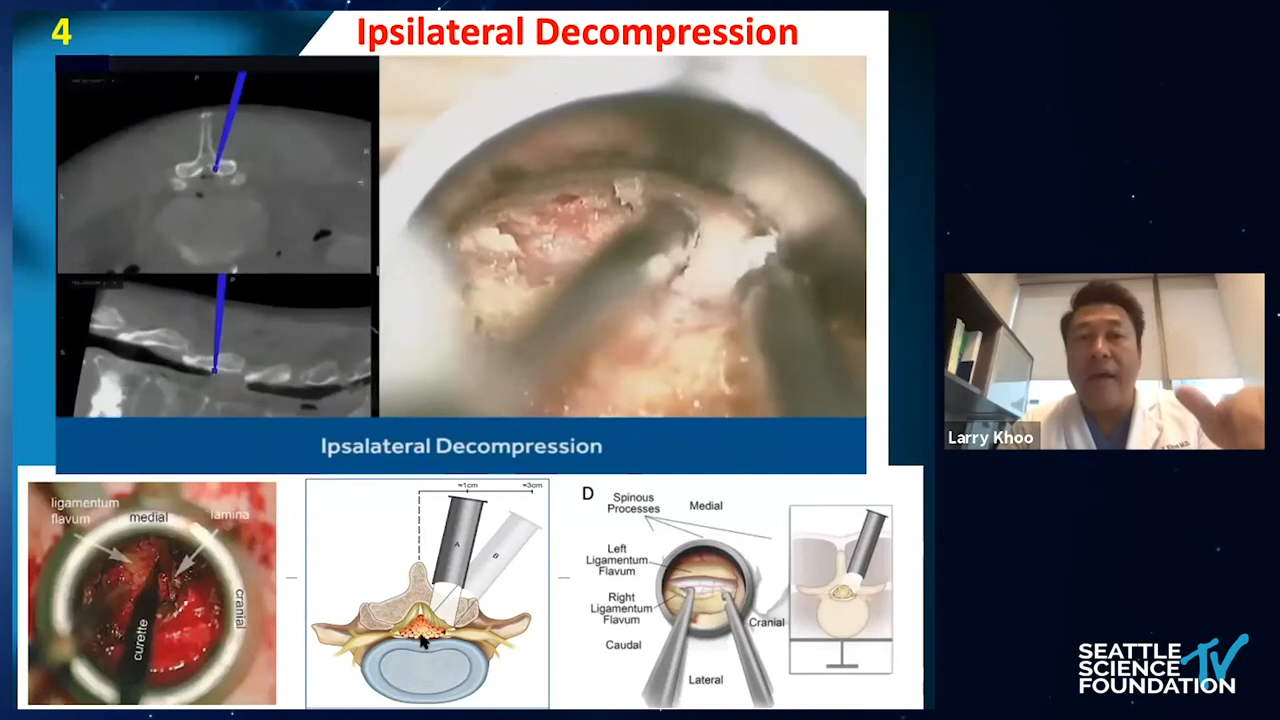 4
Ipsilateral Decompression
P
P
Ipsalateral Decompression
ligamentum
flavum
medial
lamina
cranial
curette
≈1cm
≈3cm
A
B
D
Spinous
Processes
Medial
Left
Ligamentum
Flavum
Right
Ligamentum
Flavum
Caudal
Cranial
Lateral
Larry Khoo
SEATTLE
SCIENCE
FOUNDATION
TV